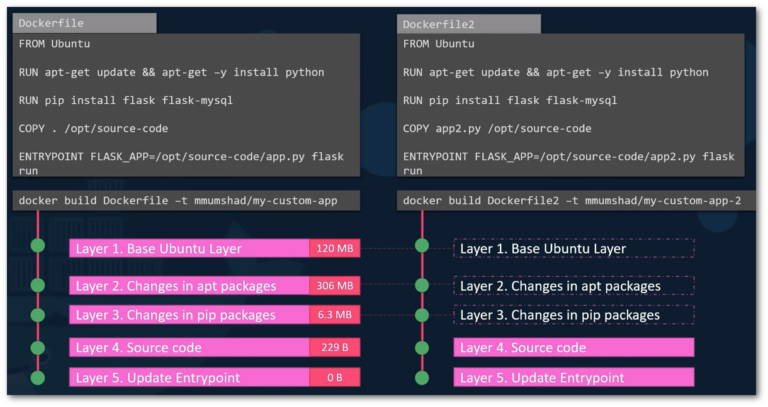 Dockerfile
FROM Ubuntu
RUN apt-get update && apt-get –y install python
RUN pip install flask flask-mysql
COPY . /opt/source-code
ENTRYPOINT FLASK_APP=/opt/source-code/app.py flask
run
docker build Dockerfile –t mmumshad/my-custom-app
Layer 1. Base Ubuntu Layer 120 MB
Layer 2. Changes in apt packages 306 MB
Layer 3. Changes in pip packages 6.3 MB
Layer 4. Source code 229 B
Layer 5. Update Entrypoint 0 B
Dockerfile2
FROM Ubuntu
RUN apt-get update && apt-get –y install python
RUN pip install flask flask-mysql
COPY app2.py /opt/source-code
ENTRYPOINT FLASK_APP=/opt/source-code/app2.py flask
run
docker build Dockerfile2 –t mmumshad/my-custom-app-2
Layer 1. Base Ubuntu Layer
Layer 2. Changes in apt packages
Layer 3. Changes in pip packages
Layer 4. Source code
Layer 5. Update Entrypoint